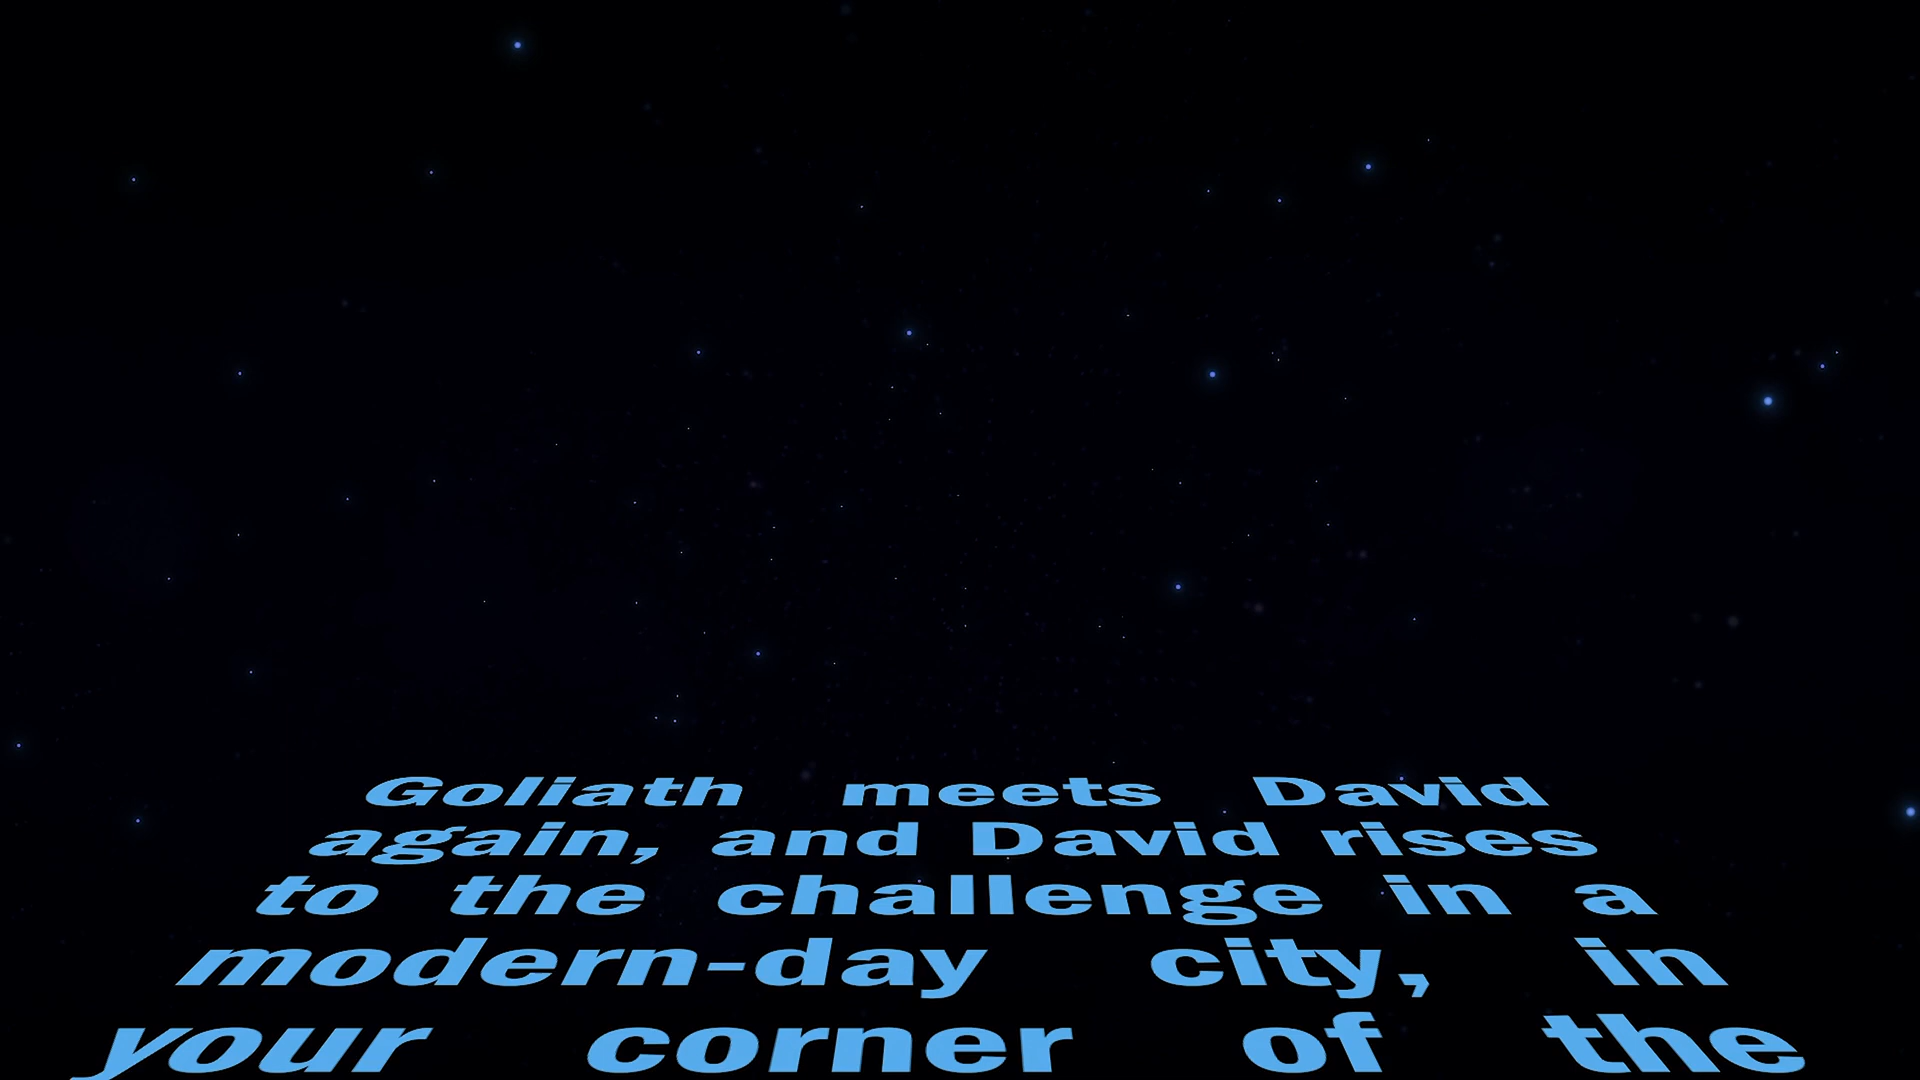 Goliath meets David
again, and David rises
to the challenge in a
modern-day city, in
your corner of the